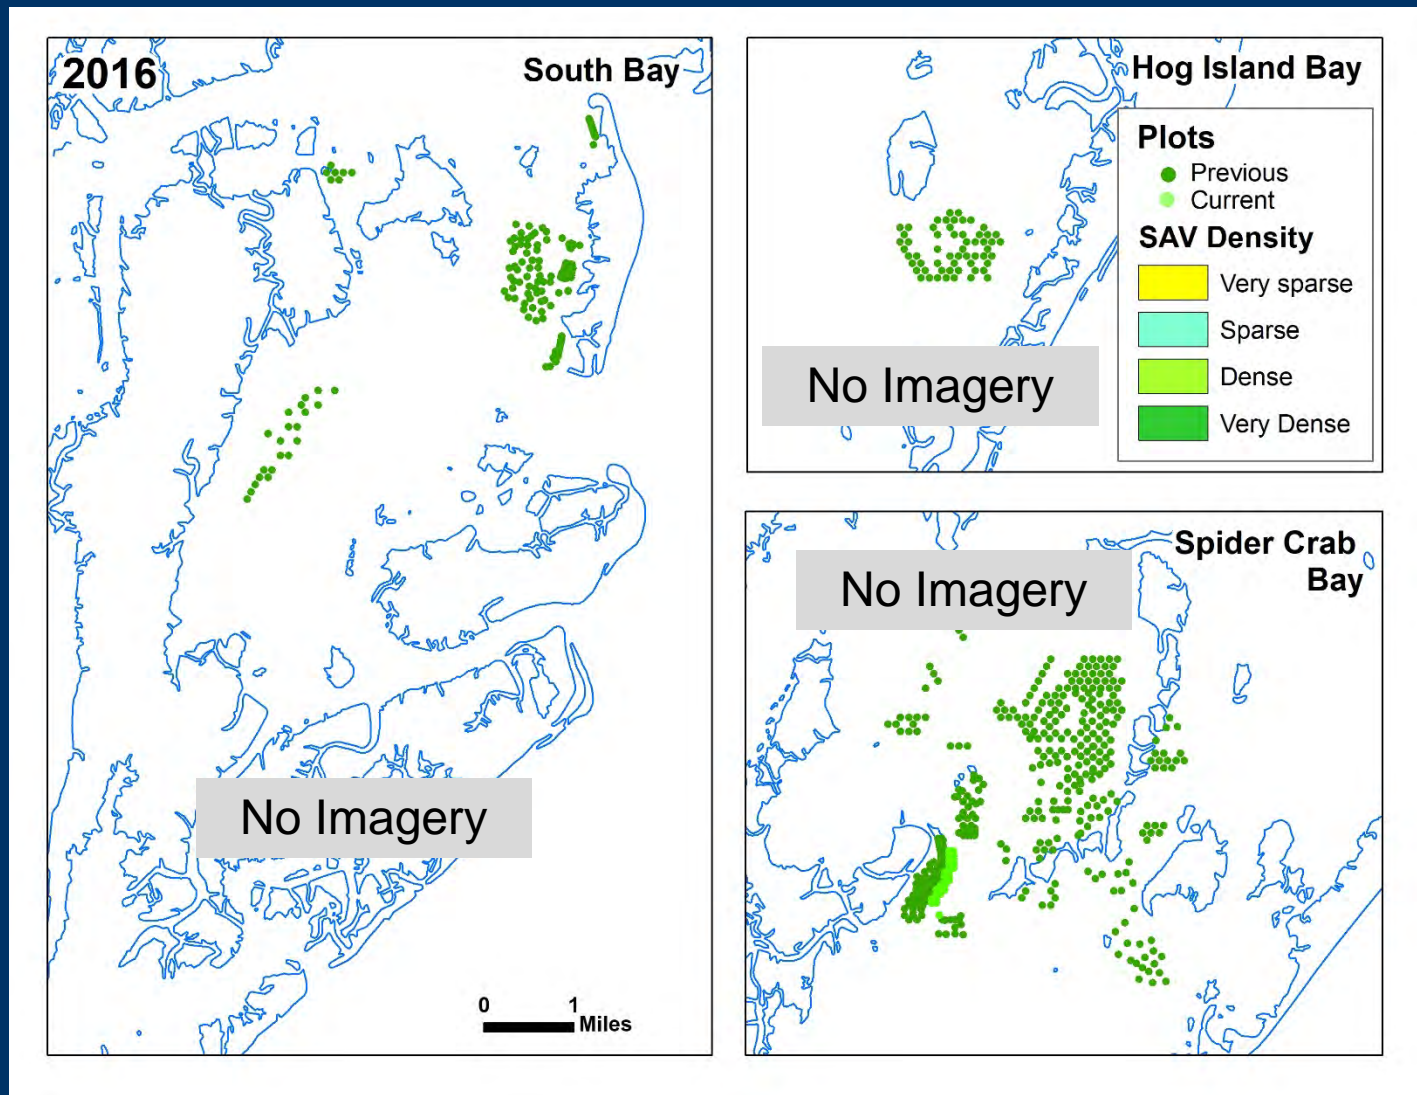 2016
South Bay
No Imagery
0 1
Miles
Hog Island Bay
Plots
Previous
Current
SAV Density
Very sparse
Sparse
Dense
Very Dense
No Imagery
Spider Crab
Bay
No Imagery